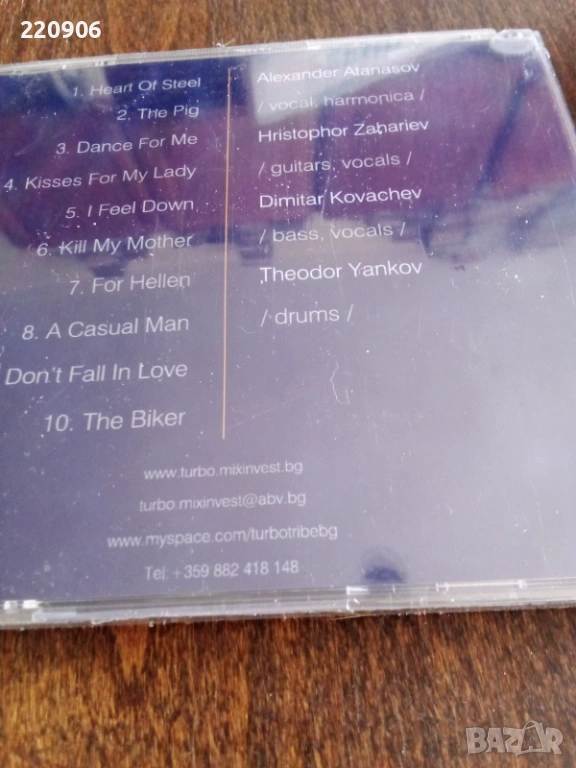 220906
1. Heart Of Steel
2. The Pig
3. Dance For Me
4. Kisses For My Lady
5. I Feel Down
6. Kill My Mother
7. For Hellen
8. A Casual Man
Don't Fall In Love
10. The Biker
Alexander Atanasov
/ vocal, harmonica /
Hristophor Zahariev
/ guitars, vocals /
Dimitar Kovachev
/ bass, vocals /
Theodor Yankov
/ drums /
www.turbo.mixinvest.bg
turbo.mixinvest@abv.bg
www.myspace.com/turbotribebg
Tel: +359 882 418 148
BAZAR